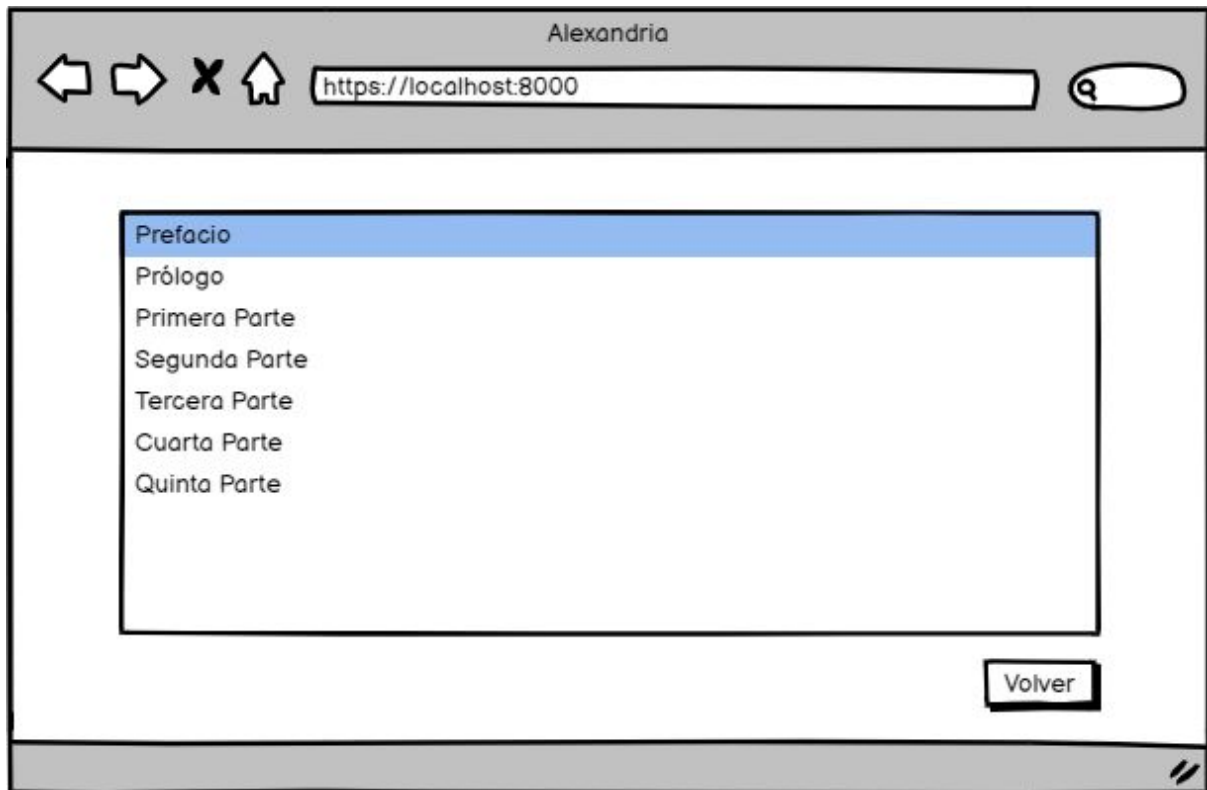 Alexandria
https://localhost:8000
Prefacio
Prólogo
Primera Parte
Segunda Parte
Tercera Parte
Cuarta Parte
Quinta Parte
Volver